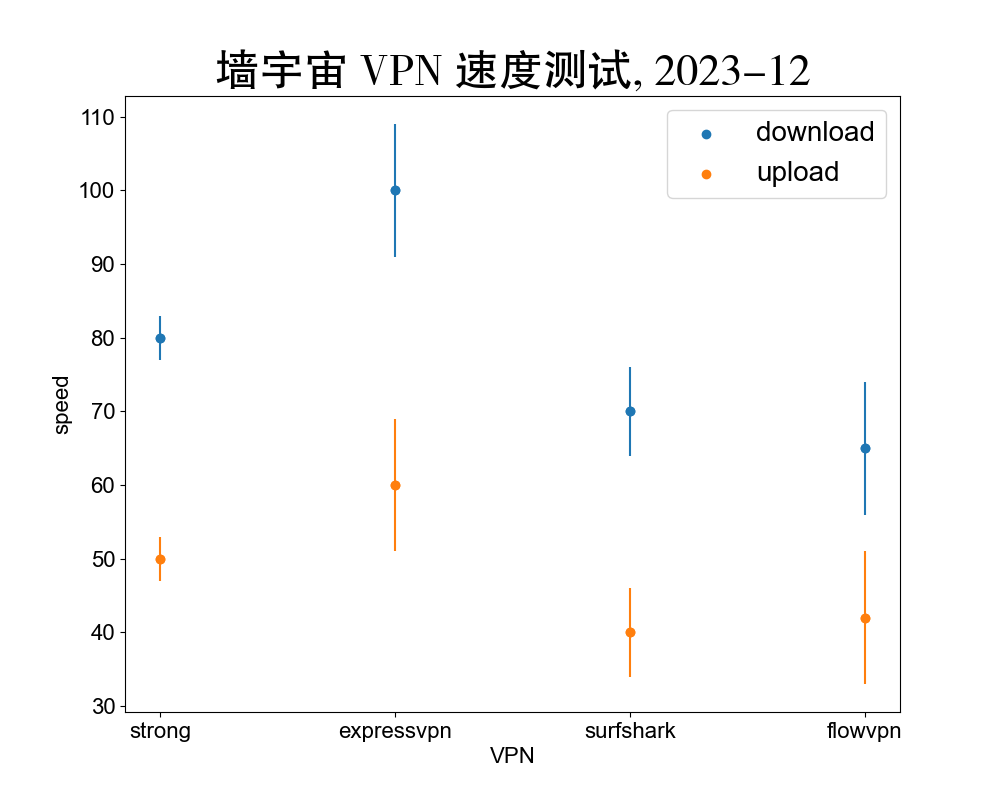 墙宇宙 VPN 速度测试, 2023-12
download
upload
110
100
90
80
70
60
50
40
30
speed
strong expressvpn surfshark flowvpn
VPN